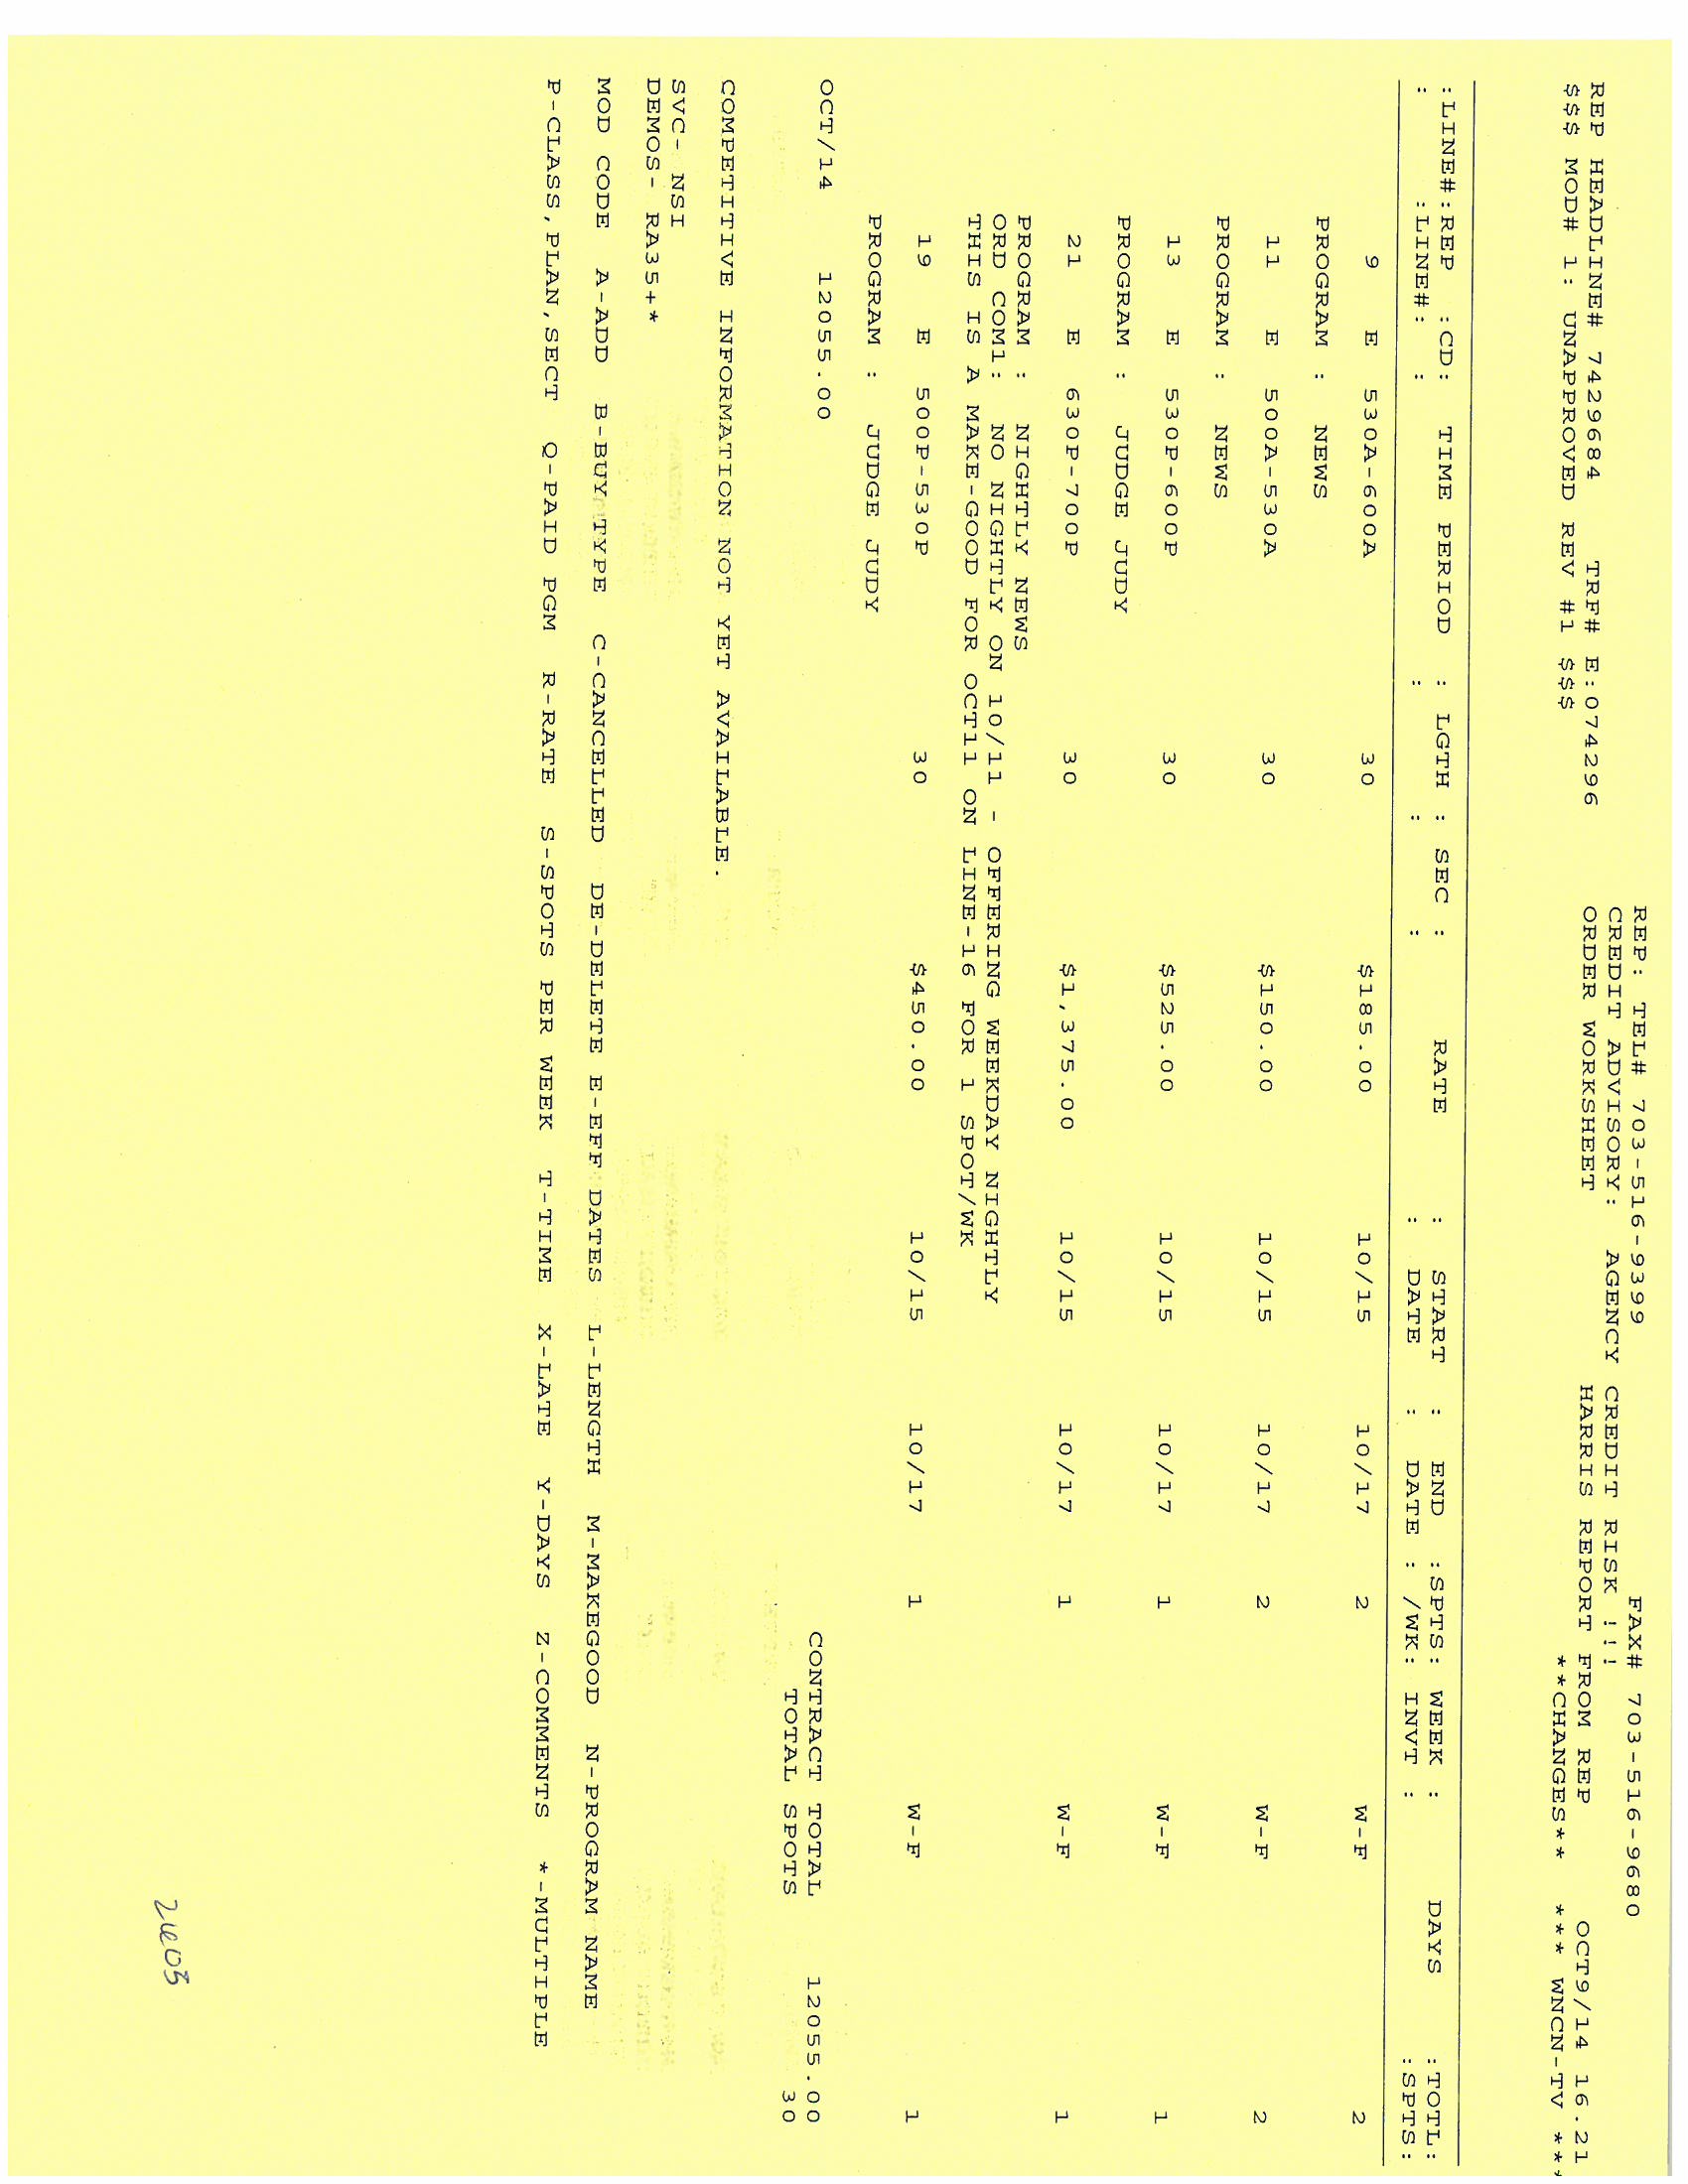 REP: TEL# 703-516-9399 FAX# 703-516-9680
CREDIT ADVISORY: AGENCY CREDIT RISK !!!
REP HEADLINE# 7429684 TRF# E:074296 ORDER WORKSHEET HARRIS REPORT FROM REP OCT9/14 16.21
$$$ MOD# 1: UNAPPROVED REV #1 $$$ **CHANGES** *** WNCN-TV ***
:LINE#:REP :CD: TIME PERIOD : LGTH : SEC : RATE : START : END :SPTS: WEEK : DAYS :TOTL:
: :LINE#: : : : : : DATE : DATE : /WK: INVT : :SPTS:
9 E 530A-600A 30 $185.00 10/15 10/17 2 W-F 2
PROGRAM : NEWS
11 E 500A-530A 30 $150.00 10/15 10/17 2 W-F 2
PROGRAM : NEWS
13 E 530P-600P 30 $525.00 10/15 10/17 1 W-F 1
PROGRAM : JUDGE JUDY
21 E 630P-700P 30 $1,375.00 10/15 10/17 1 W-F 1
PROGRAM : NIGHTLY NEWS
ORD COM1: NO NIGHTLY ON 10/11 - OFFERING WEEKDAY NIGHTLY
THIS IS A MAKE-GOOD FOR OCT11 ON LINE-16 FOR 1 SPOT/WK
19 E 500P-530P 30 $450.00 10/15 10/17 1 W-F 1
PROGRAM : JUDGE JUDY
OCT/14 12055.00 CONTRACT TOTAL 12055.00
TOTAL SPOTS 30
COMPETITIVE INFORMATION NOT YET AVAILABLE.
SVC- NSI
DEMOS- RA35+*
MOD CODE A-ADD B-BUY TYPE C-CANCELLED DE-DELETE E-EFF DATES L-LENGTH M-MAKEGOOD N-PROGRAM NAME
P-CLASS,PLAN,SECT Q-PAID PGM R-RATE S-SPOTS PER WEEK T-TIME X-LATE Y-DAYS Z-COMMENTS *-MULTIPLE